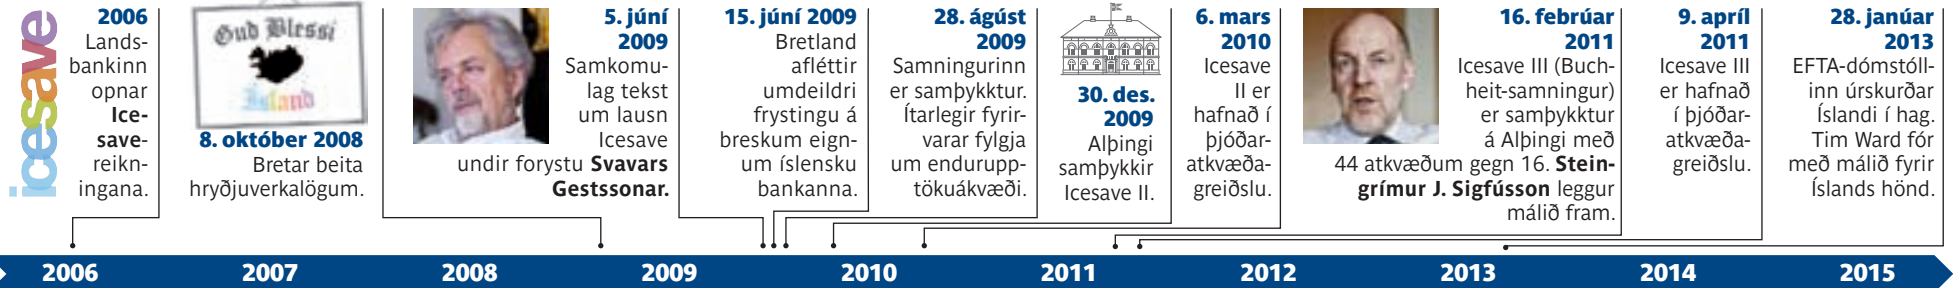 icesave
2006
Lands-
bankinn
opnar
Ice-
save-
reikn-
ingana.
Guð Blessi
Ísland
8. október 2008
Bretar beita
hryðjuverkalögum.
5. júní
2009
Samkomu-
lag tekst
um lausn
Icesave
undir forystu Svavars
Gestssonar.
15. júní 2009
Bretland
afléttir
umdeildri
frystingu á
breskum eign-
um íslensku
bankanna.
28. ágúst
2009
Samningurinn
er samþykktur.
Ítarlegir fyrir-
varar fylgja
um endurupp-
tökuákvæði.
30. des.
2009
Alþingi
samþykkir
Icesave II.
6. mars
2010
Icesave
II er
hafnað í
þjóðar-
atkvæða-
greiðslu.
16. febrúar
2011
Icesave III (Buch-
heit-samningur)
er samþykktur
á Alþingi með
44 atkvæðum gegn 16. Stein-
grímur J. Sigfússon leggur
málið fram.
9. apríl
2011
Icesave III
er hafnað
í þjóðar-
atkvæða-
greiðslu.
28. janúar
2013
EFTA-dómstóll-
inn úrskurðar
Íslandi í hag.
Tim Ward fór
með málið fyrir
Íslands hönd.
2006 2007 2008 2009 2010 2011 2012 2013 2014 2015